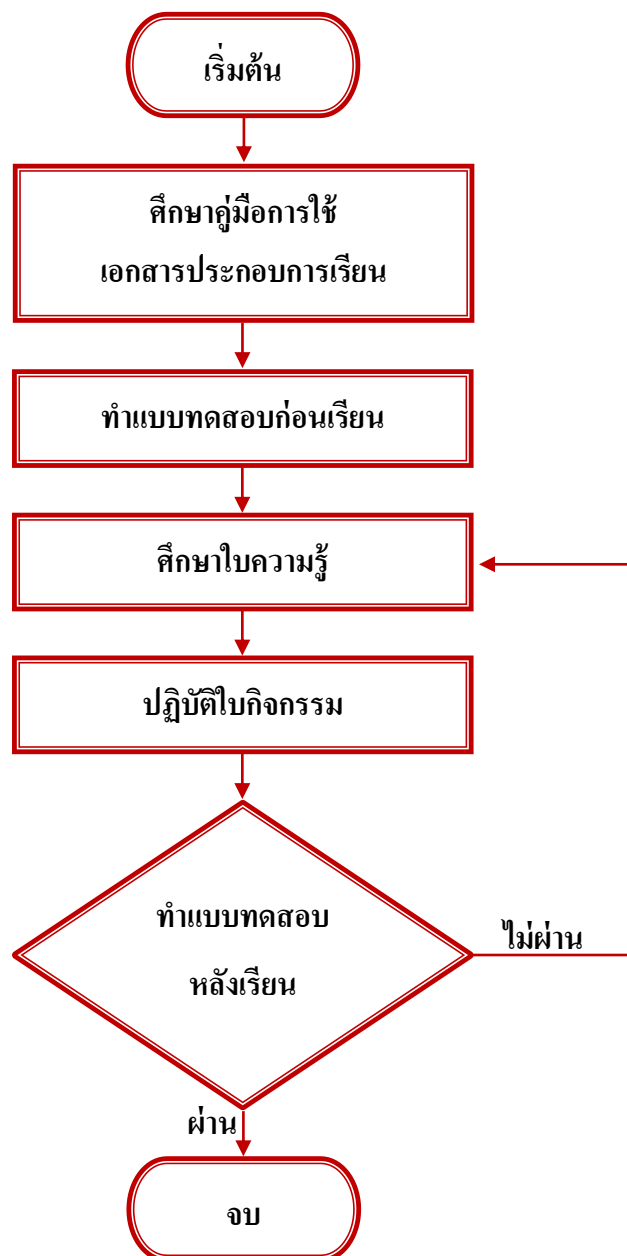 เริ่มต้น
ศึกษาคู่มือการใช้
เอกสารประกอบการเรียน
ทำแบบทดสอบก่อนเรียน
ศึกษาใบความรู้
ปฏิบัติใบกิจกรรม
ทำแบบทดสอบ
หลังเรียน
ไม่ผ่าน
ผ่าน
จบ